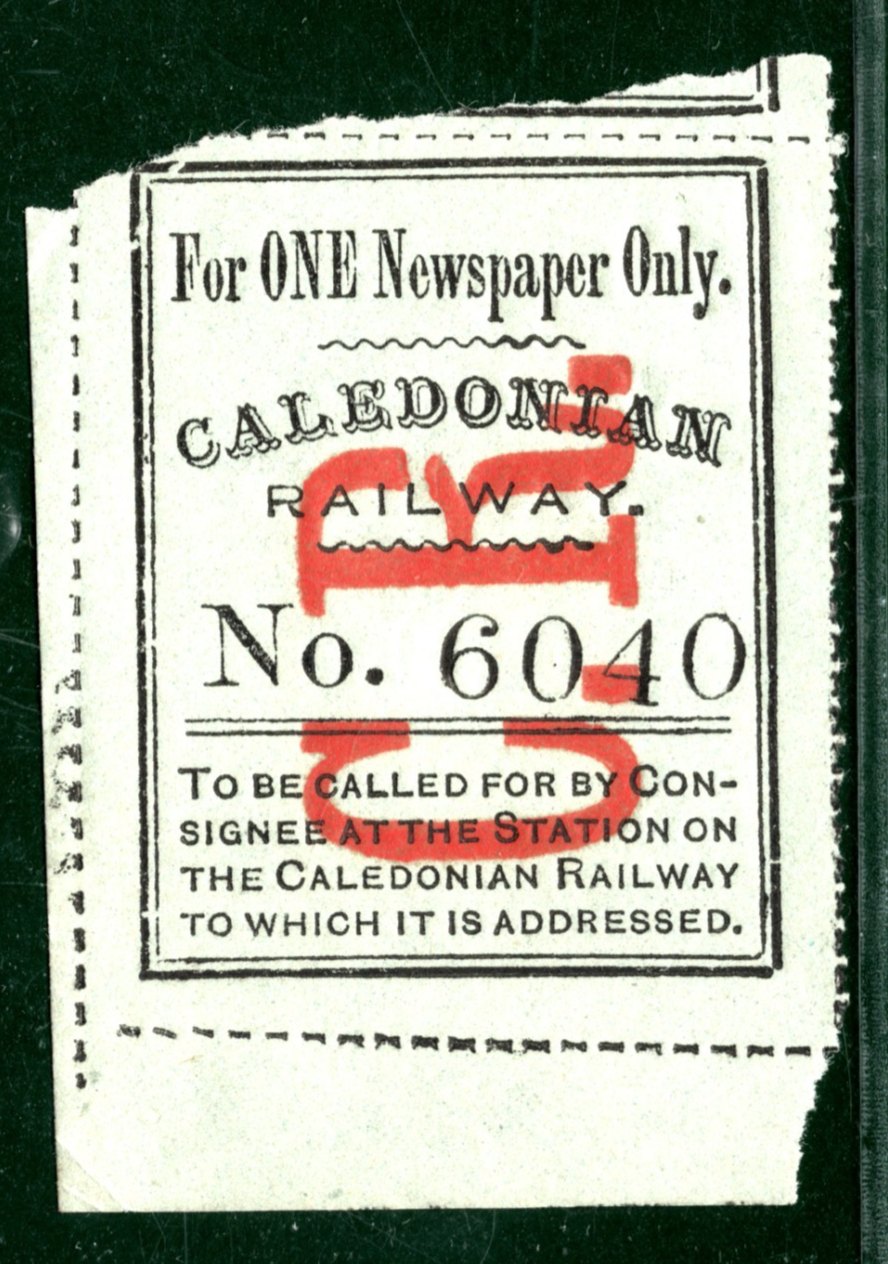 For ONE Newspaper Only.
CALEDONIAN
RAILWAY.
No. 6040
TO BE CALLED FOR BY CON-
SIGNEE AT THE STATION ON
THE CALEDONIAN RAILWAY
TO WHICH IT IS ADDRESSED.
C.R.